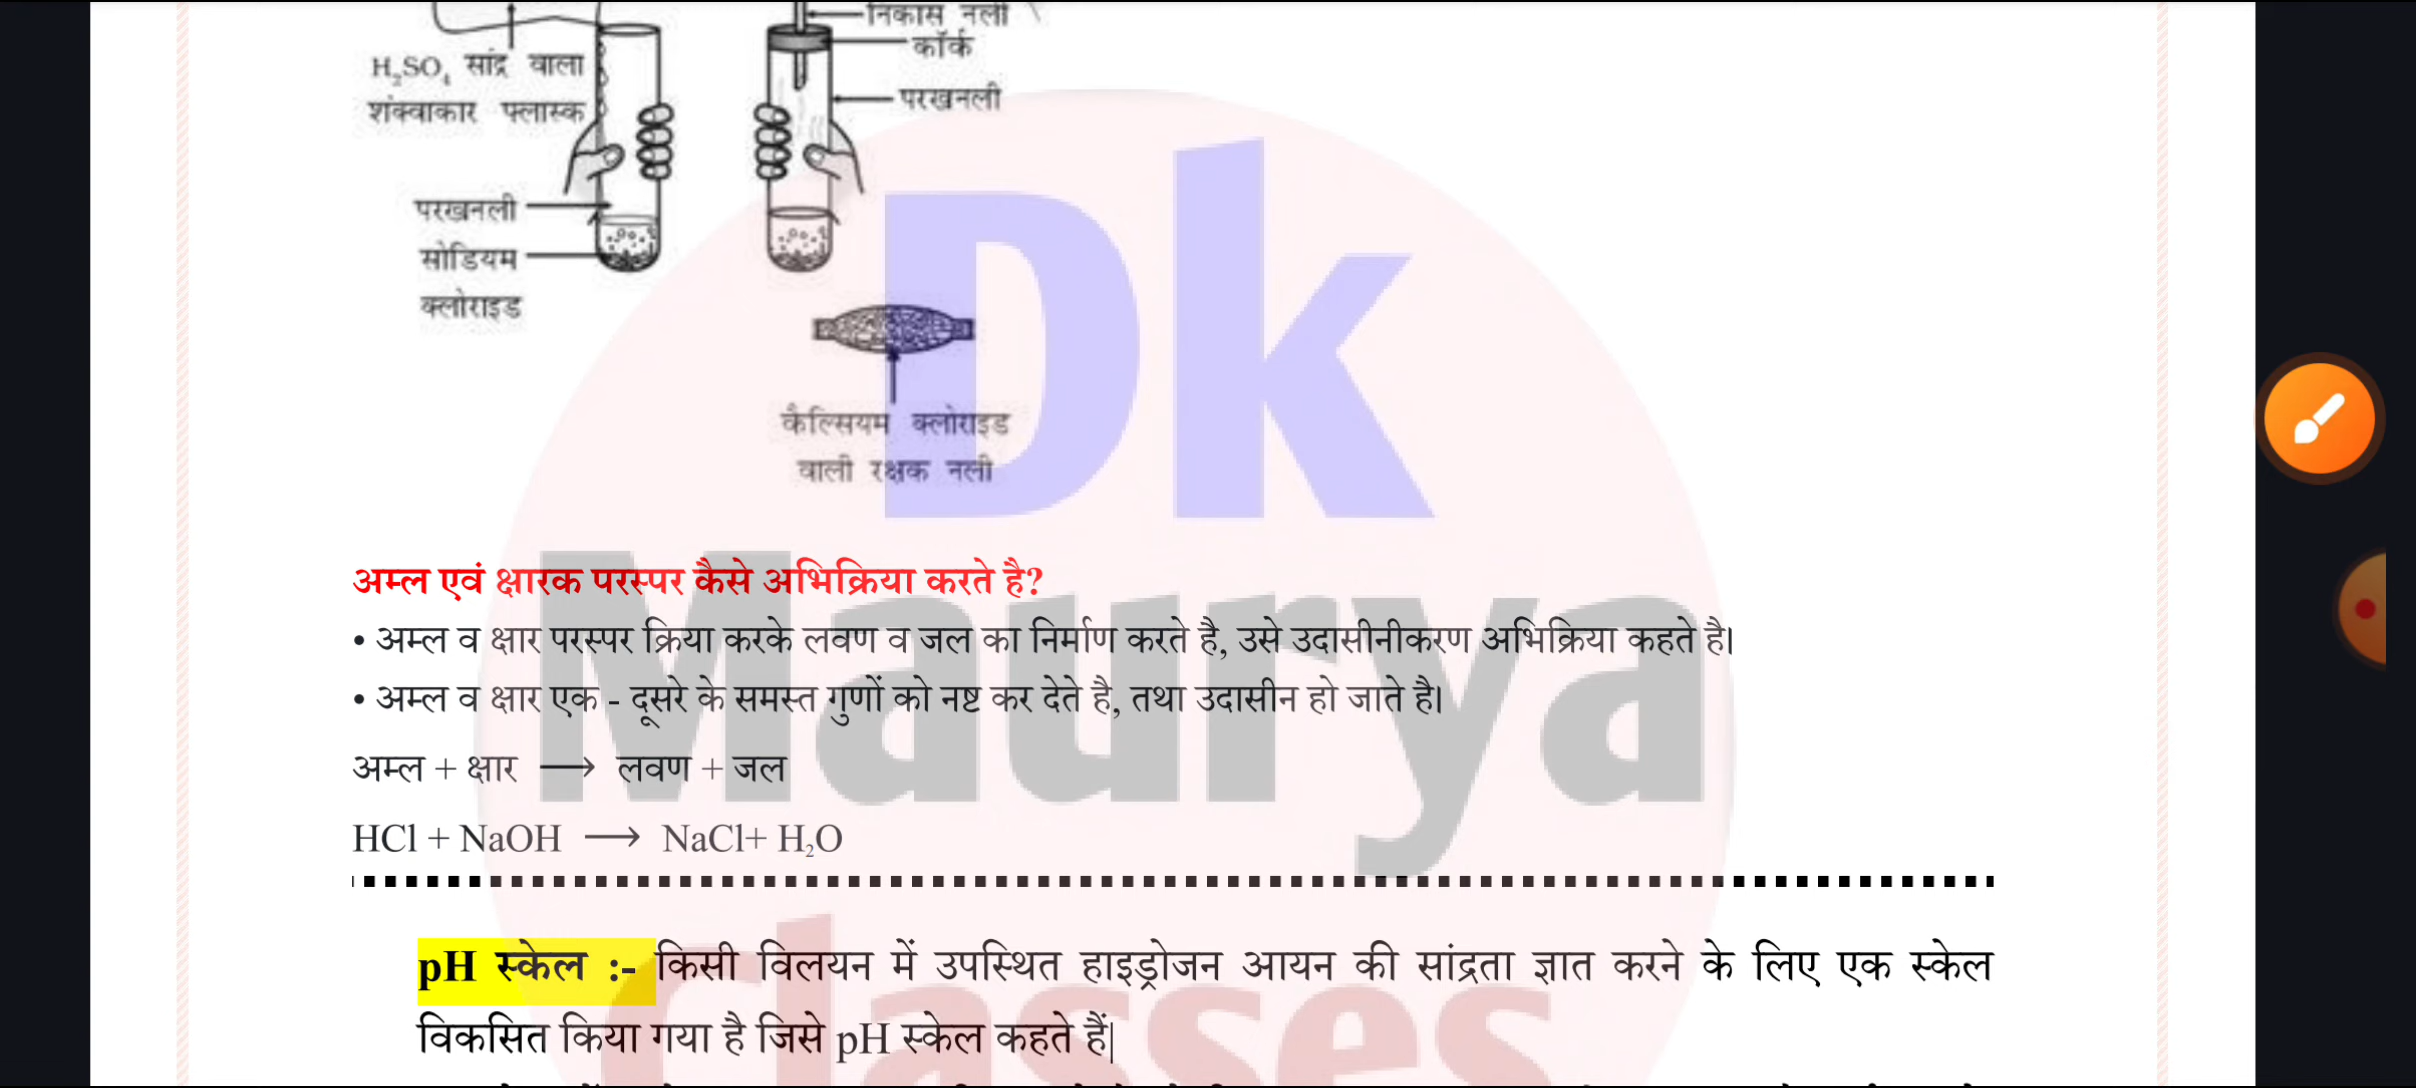 निकास नली
कॉर्क
H₂SO₄ सांद्र वाला
शंक्वाकार फ्लास्क
परखनली
परखनली
सोडियम
क्लोराइड
कैल्सियम क्लोराइड
वाली रक्षक नली
Dk
Maurya
Classes
अम्ल एवं क्षारक परस्पर कैसे अभिक्रिया करते है?
• अम्ल व क्षार परस्पर क्रिया करके लवण व जल का निर्माण करते है, उसे उदासीनीकरण अभिक्रिया कहते है।
• अम्ल व क्षार एक - दूसरे के समस्त गुणों को नष्ट कर देते है, तथा उदासीन हो जाते है।
अम्ल + क्षार ⟶ लवण + जल
HCl + NaOH ⟶ NaCl+ H₂O
pH स्केल :- किसी विलयन में उपस्थित हाइड्रोजन आयन की सांद्रता ज्ञात करने के लिए एक स्केल
विकसित किया गया है जिसे pH स्केल कहते हैं|